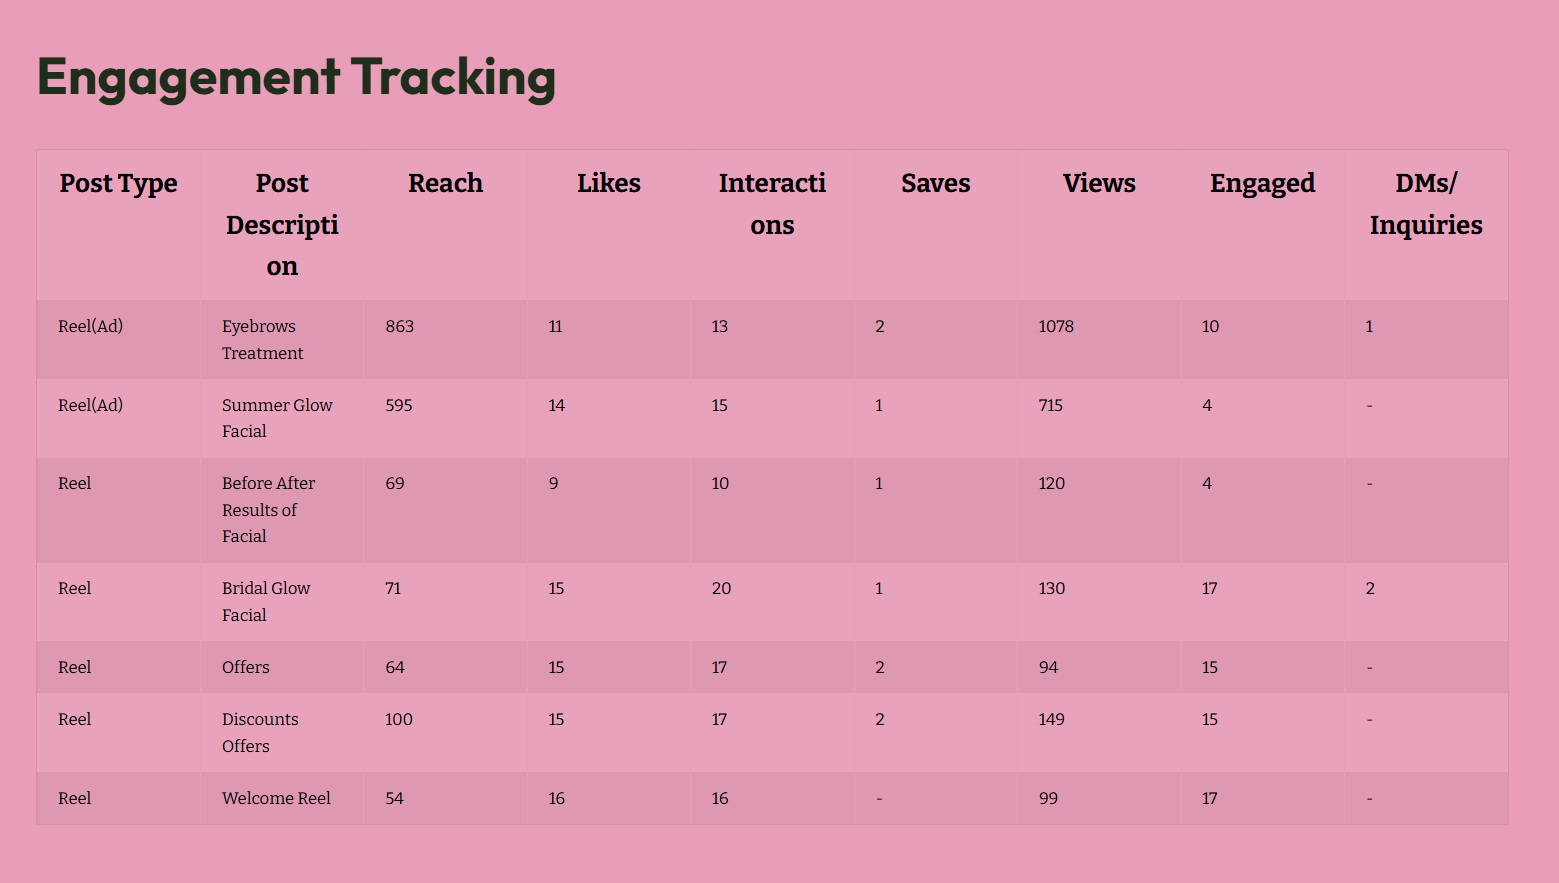 Engagement Tracking
Post Type Post Descripti on Reach Likes Interacti ons Saves Views Engaged DMs/ Inquiries
Reel(Ad) Eyebrows Treatment 863 11 13 2 1078 10 1
Reel(Ad) Summer Glow Facial 595 14 15 1 715 4 -
Reel Before After Results of Facial 69 9 10 1 120 4 -
Reel Bridal Glow Facial 71 15 20 1 130 17 2
Reel Offers 64 15 17 2 94 15 -
Reel Discounts Offers 100 15 17 2 149 15 -
Reel Welcome Reel 54 16 16 - 99 17 -